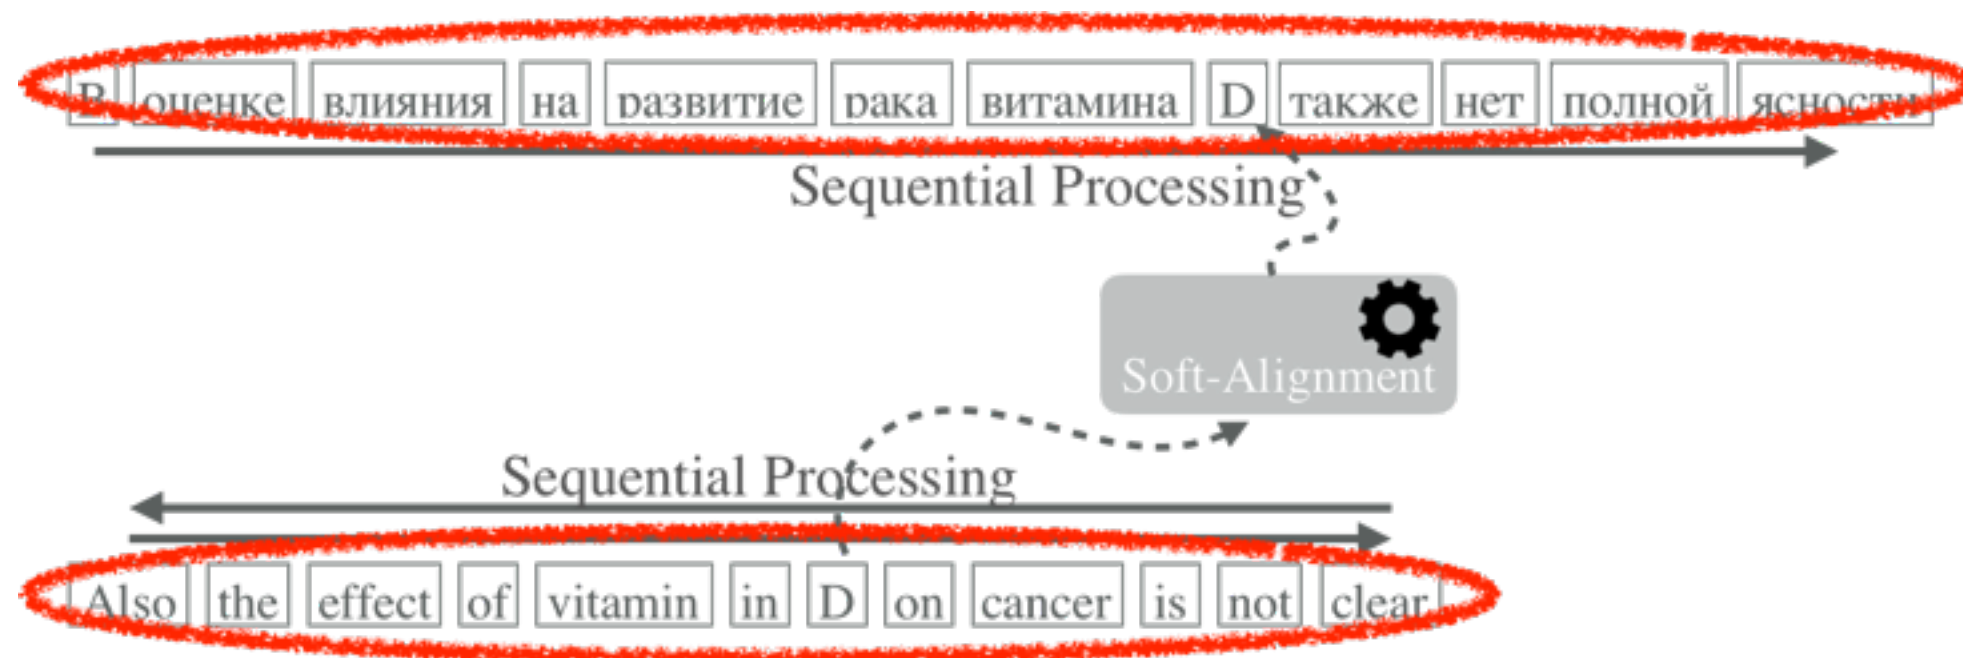 В оценке влияния на развитие рака витамина D также нет полной ясности
Sequential Processing
Soft-Alignment
Sequential Processing
Also the effect of vitamin in D on cancer is not clear